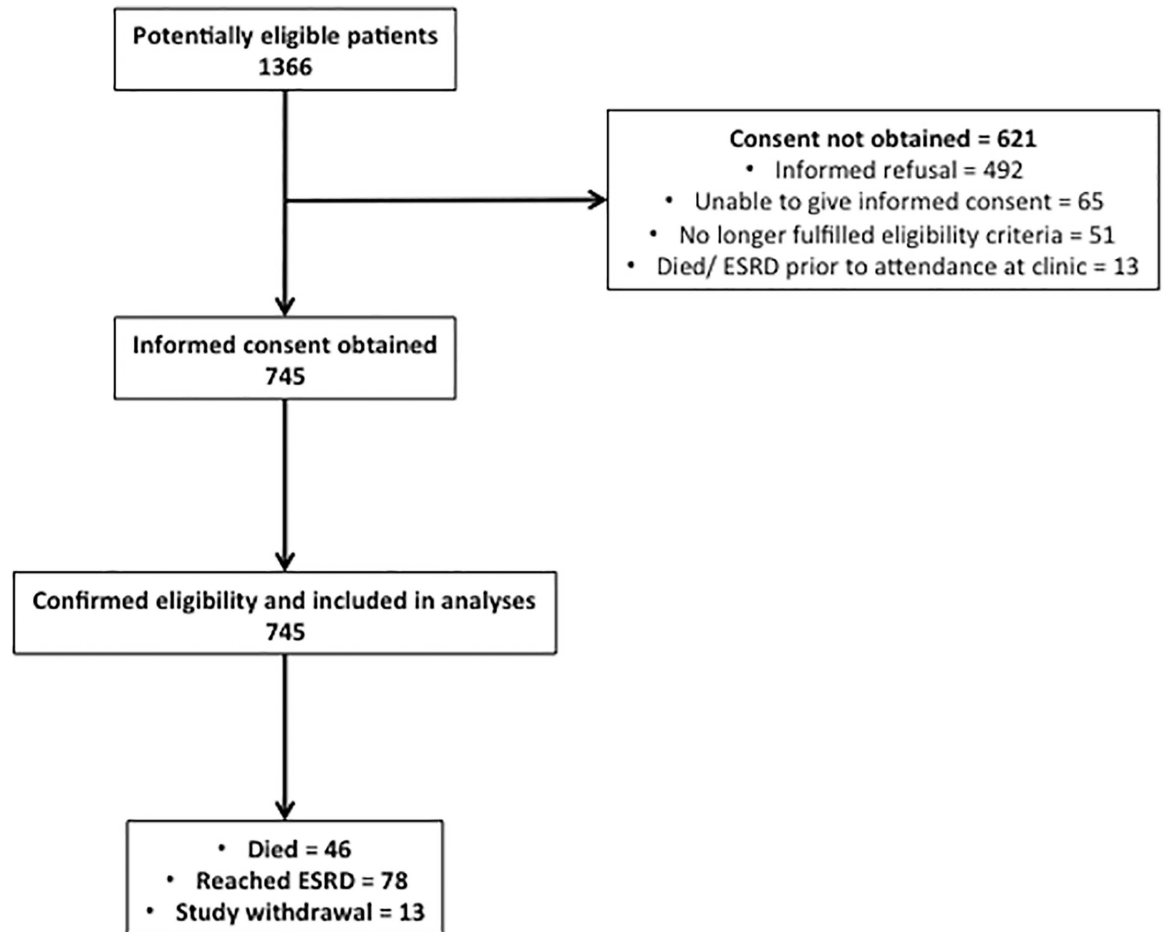 Potentially eligible patients
1366
Consent not obtained = 621
• Informed refusal = 492
• Unable to give informed consent = 65
• No longer fulfilled eligibility criteria = 51
• Died/ ESRD prior to attendance at clinic = 13
Informed consent obtained
745
Confirmed eligibility and included in analyses
745
• Died = 46
• Reached ESRD = 78
• Study withdrawal = 13